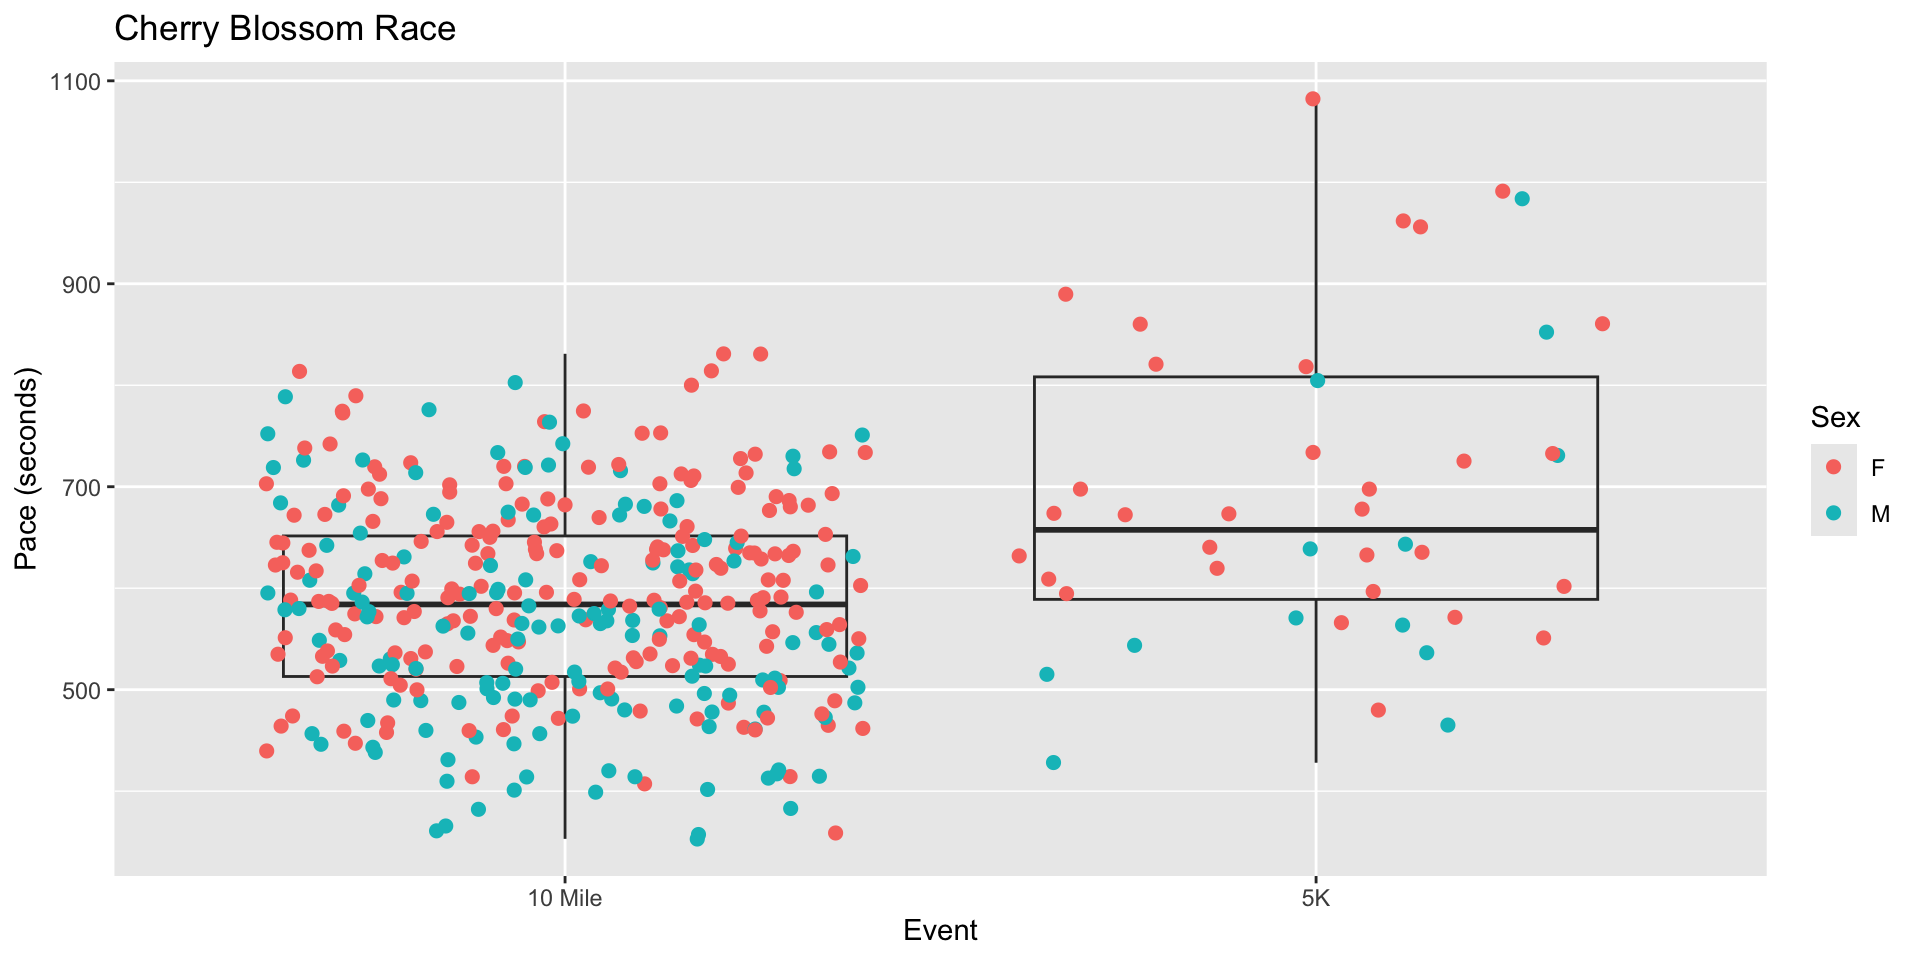 Cherry Blossom Race
1100
900
700
500
Pace (seconds)
10 Mile
5K
Event
Sex
F
M